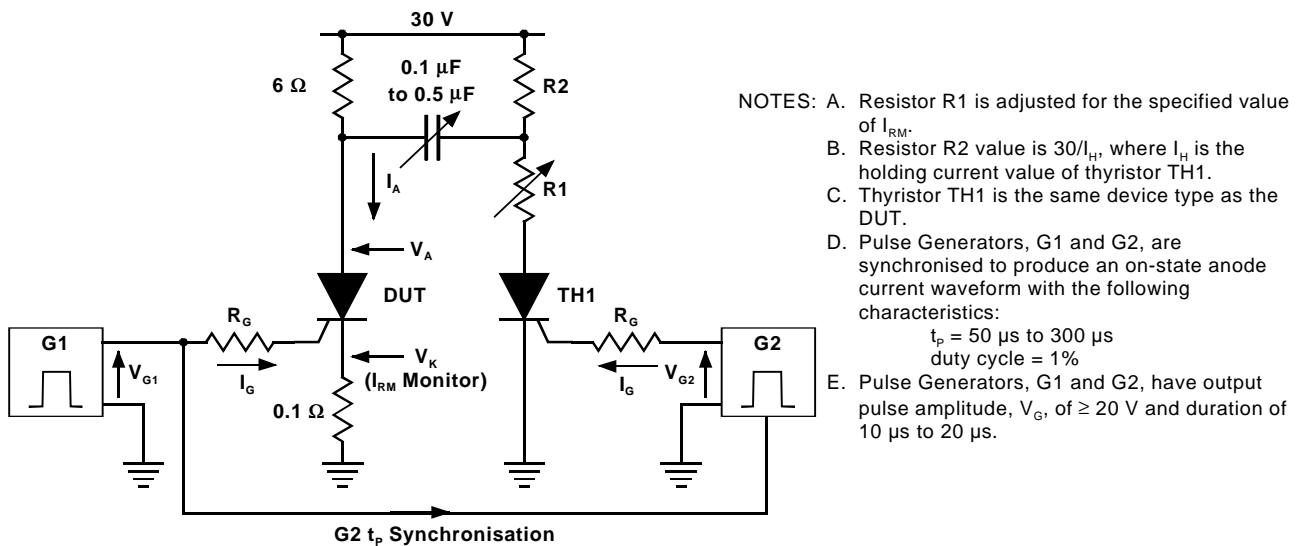 30 V
6 Ω
0.1 µF
to 0.5 µF
R2
I_A
R1
V_A
DUT
TH1
G1
V_G1
R_G
I_G
V_K
(I_RM Monitor)
0.1 Ω
R_G
I_G
V_G2
G2
G2 t_P Synchronisation
NOTES: A. Resistor R1 is adjusted for the specified value
of I_RM.
B. Resistor R2 value is 30/I_H, where I_H is the
holding current value of thyristor TH1.
C. Thyristor TH1 is the same device type as the
DUT.
D. Pulse Generators, G1 and G2, are
synchronised to produce an on-state anode
current waveform with the following
characteristics:
t_P = 50 µs to 300 µs
duty cycle = 1%
E. Pulse Generators, G1 and G2, have output
pulse amplitude, V_G, of ≥ 20 V and duration of
10 µs to 20 µs.